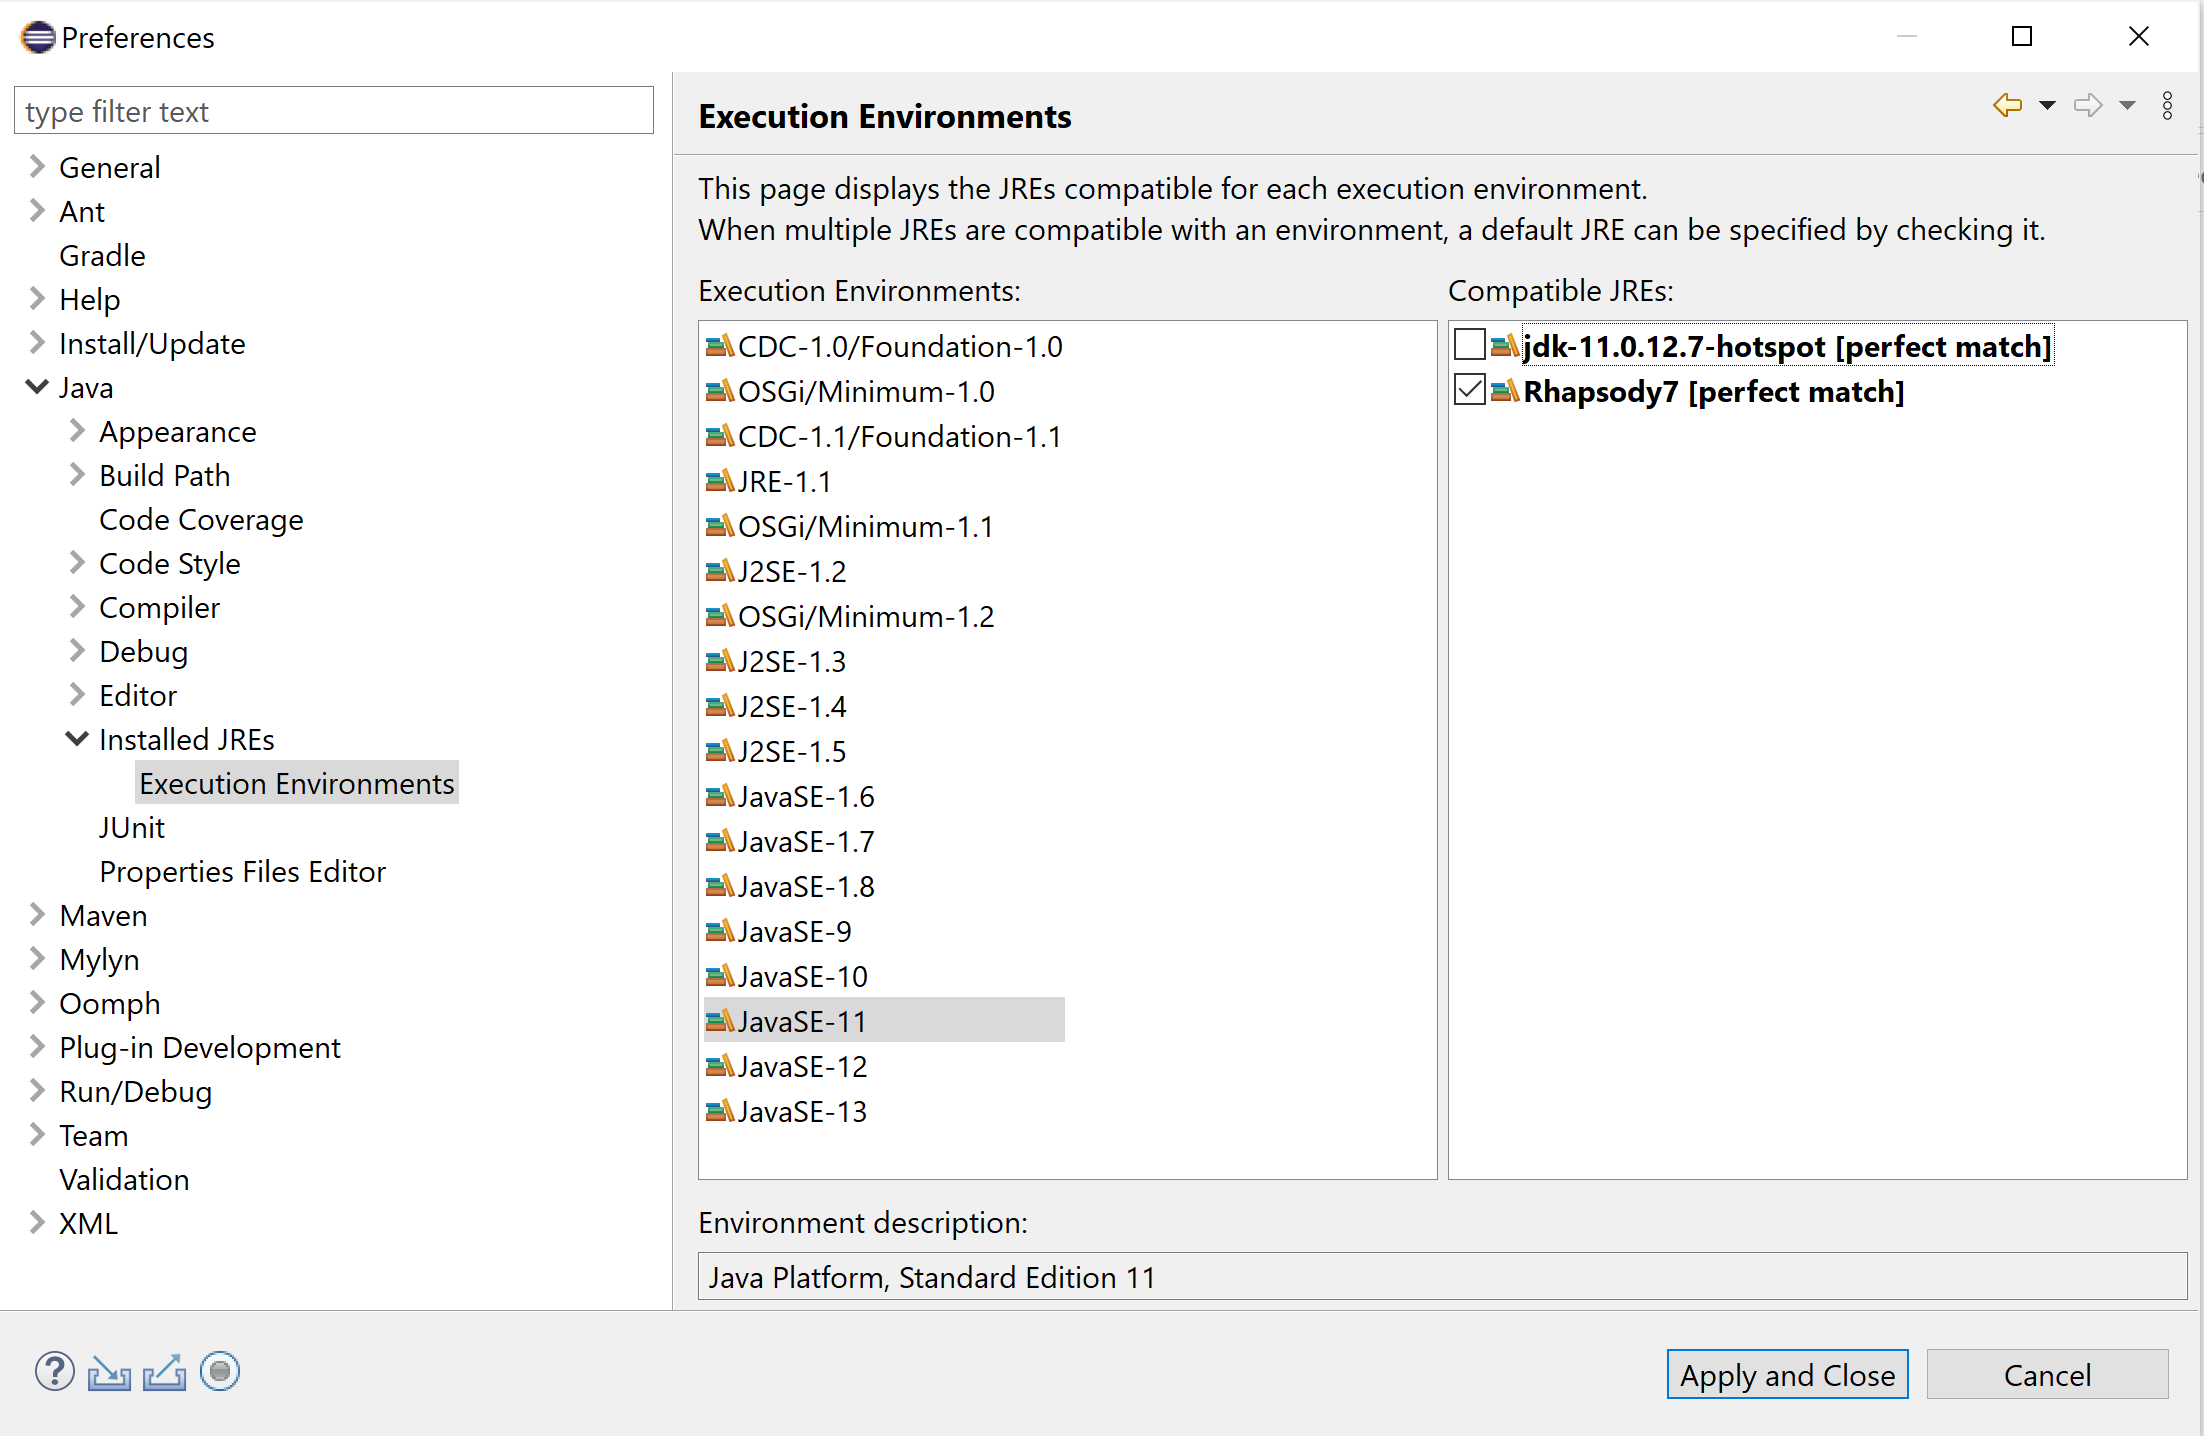 Preferences
type filter text
General
Ant
Gradle
Help
Install/Update
Java
Appearance
Build Path
Code Coverage
Code Style
Compiler
Debug
Editor
Installed JREs
Execution Environments
JUnit
Properties Files Editor
Maven
Mylyn
Oomph
Plug-in Development
Run/Debug
Team
Validation
XML
Execution Environments
This page displays the JREs compatible for each execution environment.
When multiple JREs are compatible with an environment, a default JRE can be specified by checking it.
Execution Environments:
CDC-1.0/Foundation-1.0
OSGi/Minimum-1.0
CDC-1.1/Foundation-1.1
JRE-1.1
OSGi/Minimum-1.1
J2SE-1.2
OSGi/Minimum-1.2
J2SE-1.3
J2SE-1.4
J2SE-1.5
JavaSE-1.6
JavaSE-1.7
JavaSE-1.8
JavaSE-9
JavaSE-10
JavaSE-11
JavaSE-12
JavaSE-13
Compatible JREs:
jdk-11.0.12.7-hotspot [perfect match]
Rhapsody7 [perfect match]
Environment description:
Java Platform, Standard Edition 11
Apply and Close
Cancel